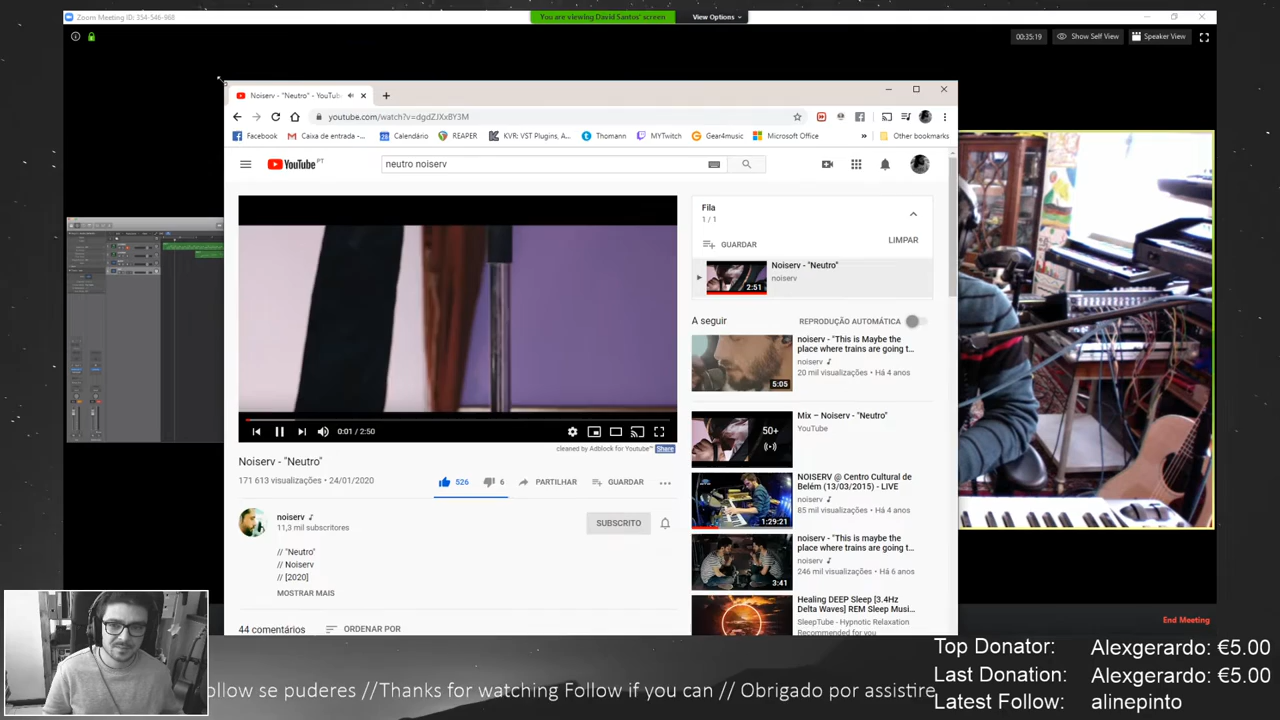 Zoom Meeting ID: 354-546-968
You are viewing David Santus' screen
View Options
00:35:19
Show Self View
Speaker View
Noiserv - "Neutro" - YouTub
youtube.com/watch?v=dgdZJXxBY3M
Facebook
Caixa de entrada -...
Calendário
REAPER
KVR: VST Plugins, A...
Thomann
MYTwitch
Gear4music
Microsoft Office
»
Other bookmarks
YouTube PT
neutro noiserv
Fila
1 / 1
GUARDAR
LIMPAR
2:51
Noiserv - "Neutro"
noiserv
A seguir
REPRODUÇÃO AUTOMÁTICA
5:05
noiserv - "This is Maybe the
place where trains are going t...
noiserv
20 mil visualizações • Há 4 anos
50+
Mix – Noiserv - "Neutro"
YouTube
1:29:21
NOISERV @ Centro Cultural de
Belém (13/03/2015) - LIVE
noiserv
85 mil visualizações • Há 4 anos
3:41
noiserv - "This is maybe the
place where trains are going t...
noiserv
246 mil visualizações • Há 6 anos
Healing DEEP Sleep [3.4Hz
Delta Waves] REM Sleep Musi...
SleepTube - Hypnotic Relaxation
Recommended for you
0:01 / 2:50
cleaned by Adblock for Youtube™
Share
Noiserv - "Neutro"
171 613 visualizações • 24/01/2020
526
6
PARTILHAR
GUARDAR
noiserv
11,3 mil subscritores
SUBSCRITO
// "Neutro"
// Noiserv
// [2020]
MOSTRAR MAIS
44 comentários
ORDENAR POR
End Meeting
ollow se puderes //Thanks for watching Follow if you can // Obrigado por assistire
Top Donator: Alexgerardo: €5.00
Last Donation: Alexgerardo: €5.00
Latest Follow: alinepinto